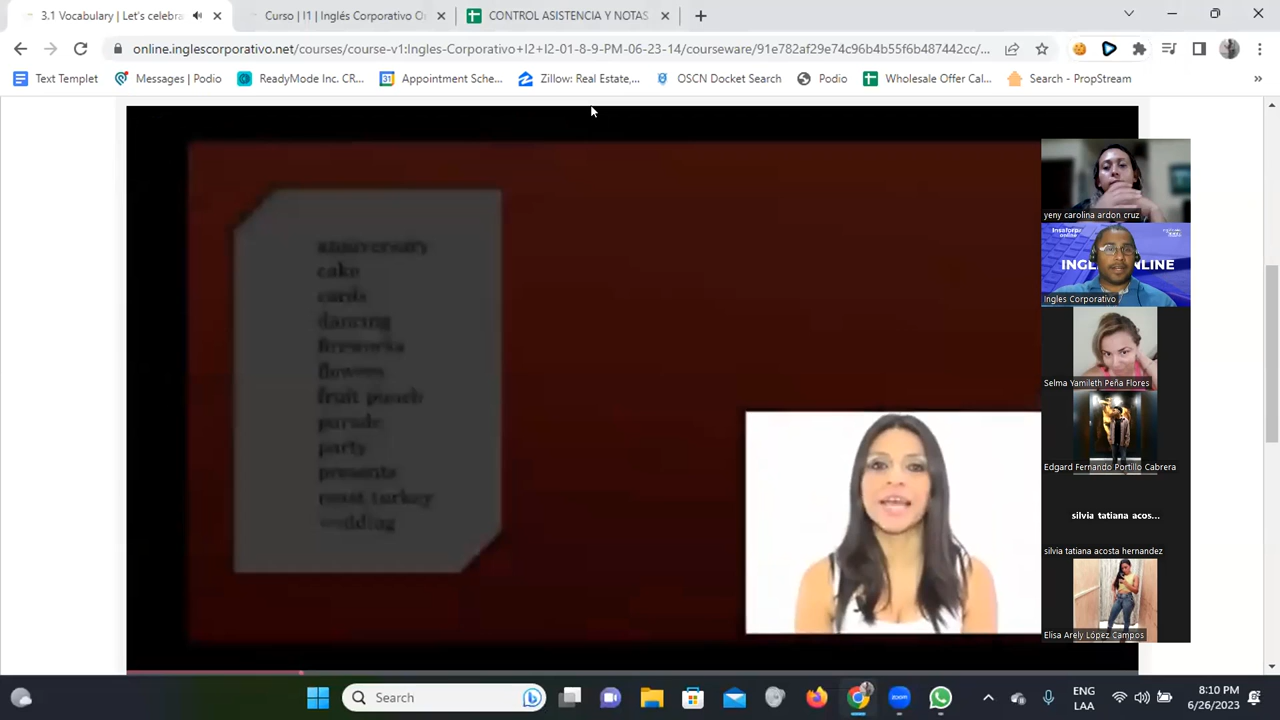 3.1 Vocabulary | Let's celebra
Curso | I1 | Inglés Corporativo O
CONTROL ASISTENCIA Y NOTAS
online.inglescorporativo.net/courses/course-v1:Ingles-Corporativo+I2+I2-01-8-9-PM-06-23-14/courseware/91e782af29e74c96b4b55f6b487442cc/...
Text Templet
Messages | Podio
ReadyMode Inc. CR...
Appointment Sche...
Zillow: Real Estate,...
OSCN Docket Search
Podio
Wholesale Offer Cal...
Search - PropStream
cake
cards
dancing
fireworks
flowers
fruit punch
parade
party
presents
roast turkey
wedding
yeny carolina ardon cruz
Insaforp
online
INGL ONLINE
Ingles Corporativo
Selma Yamileth Peña Flores
Edgard Fernando Portillo Cabrera
silvia tatiana acos...
silvia tatiana acosta hernandez
Elisa Arely López Campos
Search
ENG
LAA
8:10 PM
6/26/2023